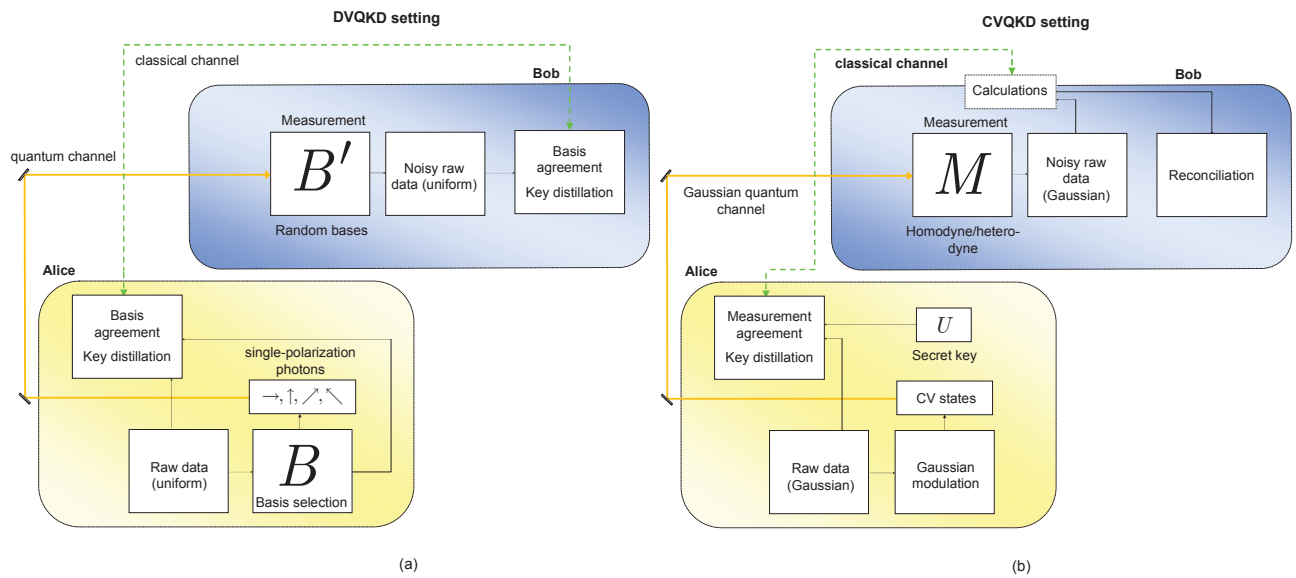 DVQKD setting
classical channel
Bob
Measurement
B′
Random bases
Noisy raw
data (uniform)
Basis
agreement
Key distillation
quantum channel
Alice
Basis
agreement
Key distillation
single-polarization
photons
→,↑,↗,↖
Raw data
(uniform)
B
Basis selection
(a)
CVQKD setting
classical channel
Bob
Calculations
Measurement
M
Homodyne/hetero-
dyne
Noisy raw
data
(Gaussian)
Reconciliation
Gaussian quantum
channel
Alice
Measurement
agreement
Key distillation
U
Secret key
CV states
Raw data
(Gaussian)
Gaussian
modulation
(b)